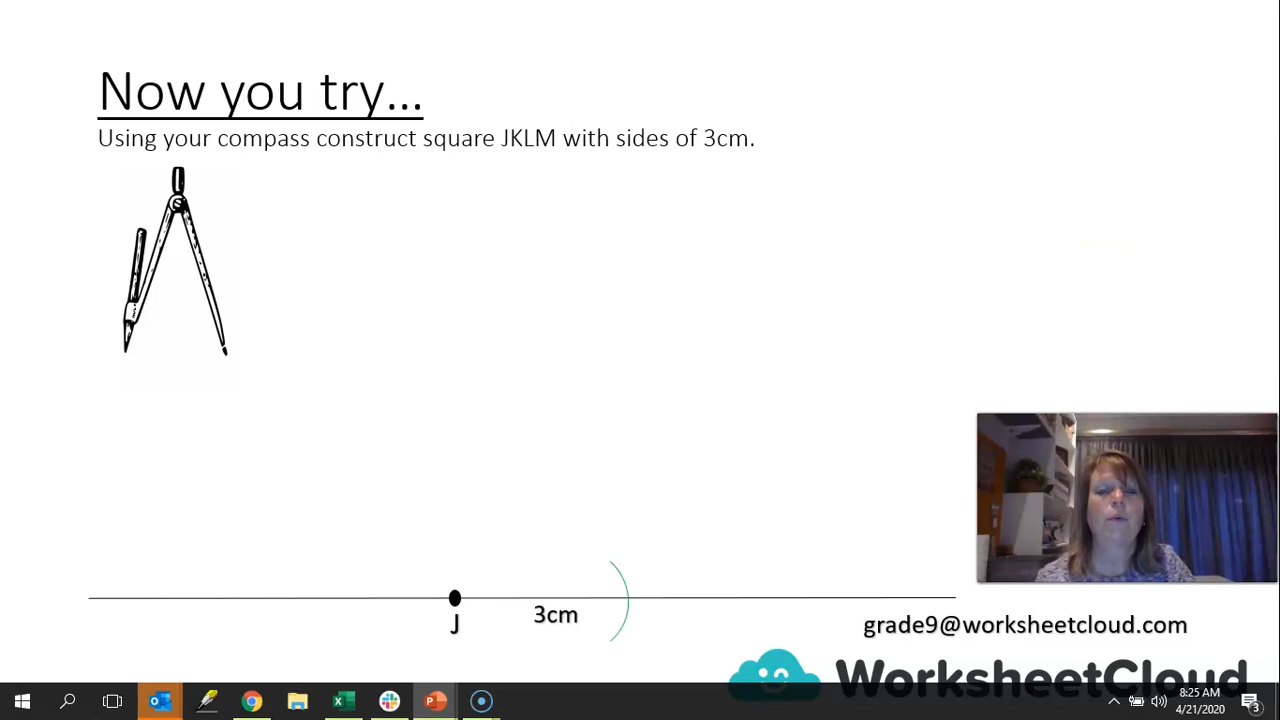 Now you try...
Using your compass construct square JKLM with sides of 3cm.
3cm
J
grade9@worksheetcloud.com
WorksheetCloud
8:25 AM
4/21/2020
3